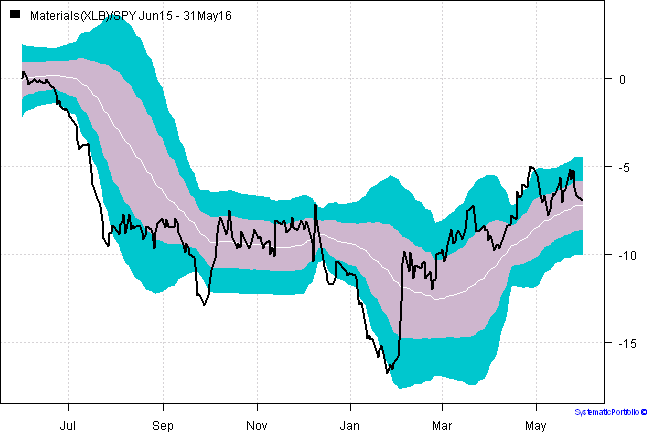 Materials(XLB)/SPY Jun15 - 31May16
0
-5
-10
-15
Jul Sep Nov Jan Mar May
SystematicPortfolio ©